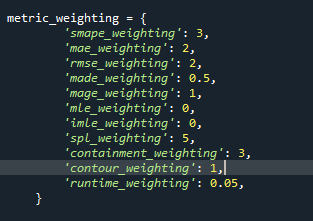 metric_weighting = {
'smape_weighting': 3,
'mae_weighting': 2,
'rmse_weighting': 2,
'made_weighting': 0.5,
'mage_weighting': 1,
'mle_weighting': 0,
'imle_weighting': 0,
'spl_weighting': 5,
'containment_weighting': 3,
'contour_weighting': 1,
'runtime_weighting': 0.05,
}